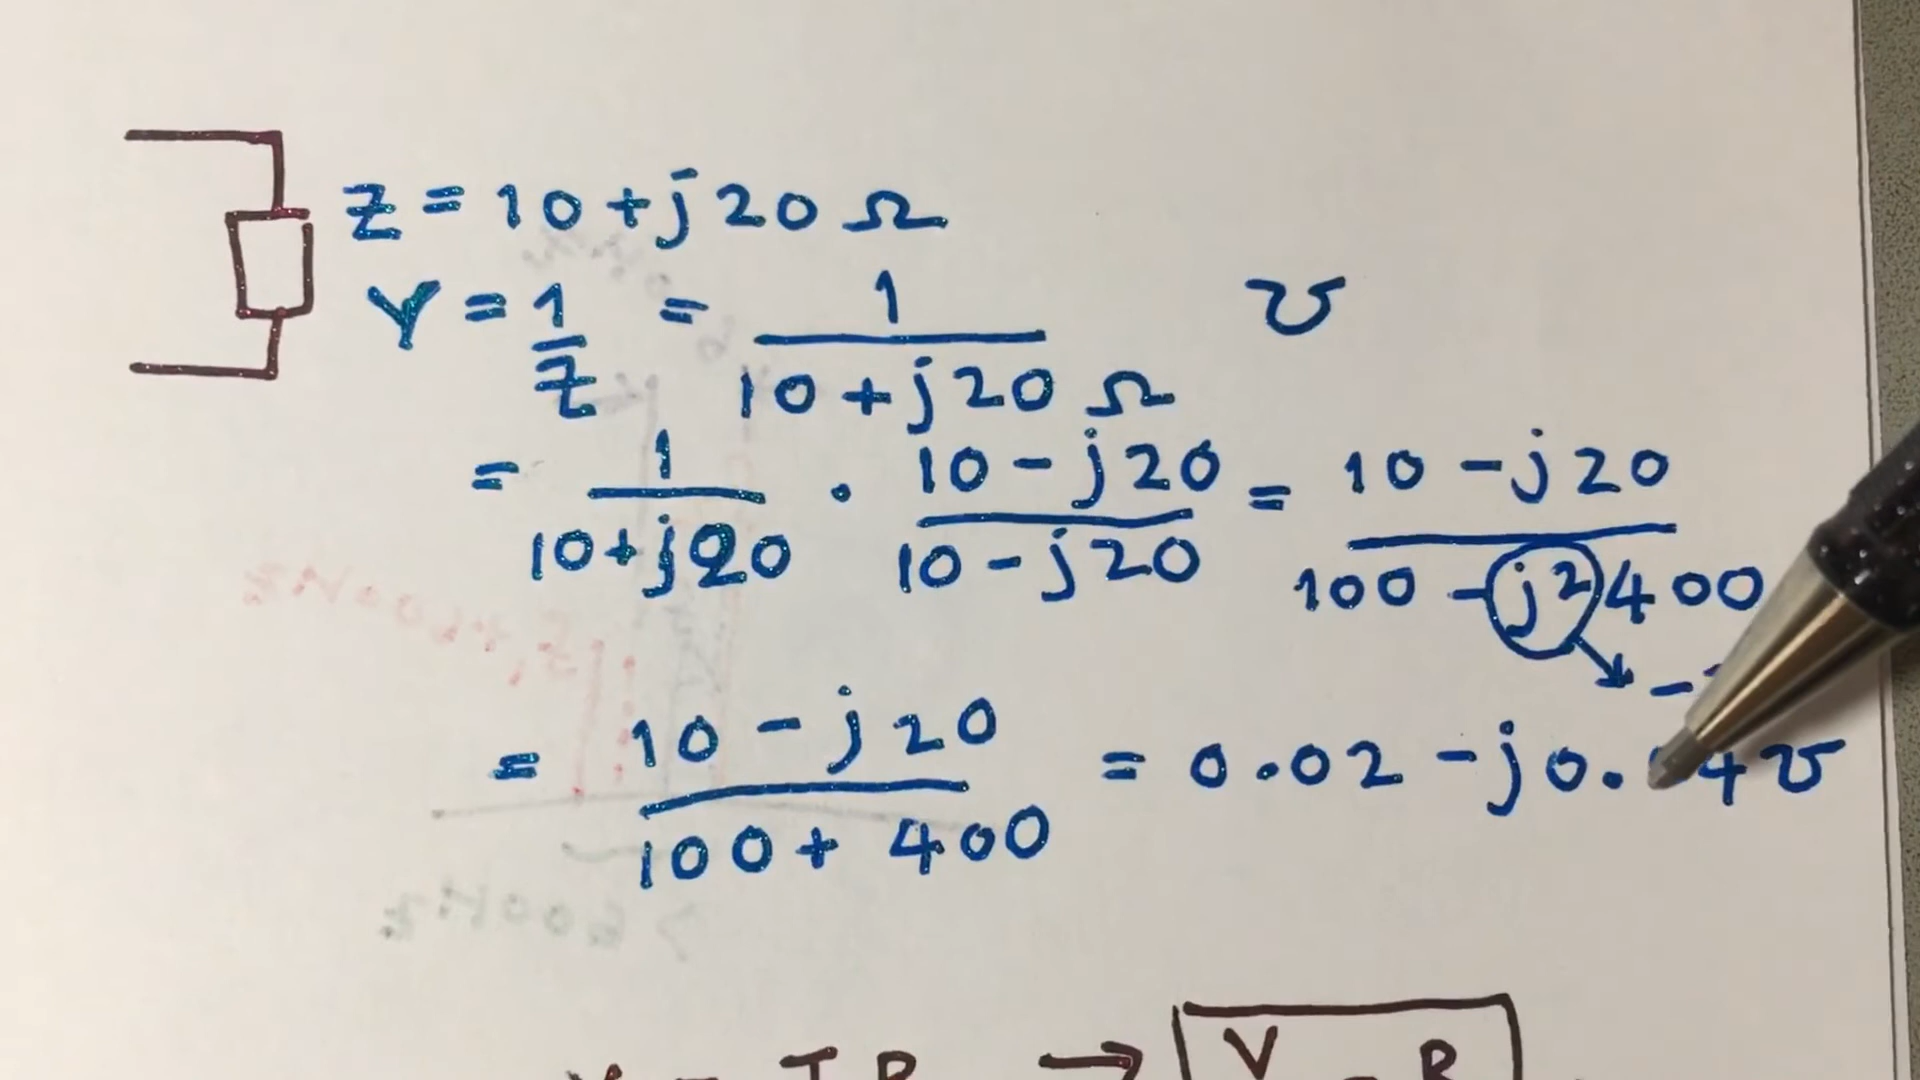 Z = 10 + j20 Ω
Y = 1/Z = 1/(10 + j20 Ω) ℧
= 1/(10 + j20) · (10 - j20)/(10 - j20) = (10 - j20)/(100 - j²400)
→ -
= (10 - j20)/(100 + 400) = 0.02 - j0. 4℧
= I R → V R